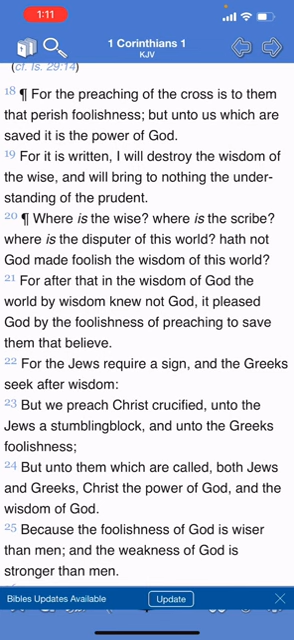 1:11
1 Corinthians 1
KJV
(cf. Is. 29:14)
18 ¶ For the preaching of the cross is to them
that perish foolishness; but unto us which are
saved it is the power of God.
19 For it is written, I will destroy the wisdom of
the wise, and will bring to nothing the under-
standing of the prudent.
20 ¶ Where is the wise? where is the scribe?
where is the disputer of this world? hath not
God made foolish the wisdom of this world?
21 For after that in the wisdom of God the
world by wisdom knew not God, it pleased
God by the foolishness of preaching to save
them that believe.
22 For the Jews require a sign, and the Greeks
seek after wisdom:
23 But we preach Christ crucified, unto the
Jews a stumblingblock, and unto the Greeks
foolishness;
24 But unto them which are called, both Jews
and Greeks, Christ the power of God, and the
wisdom of God.
25 Because the foolishness of God is wiser
than men; and the weakness of God is
stronger than men.
Bibles Updates Available Update